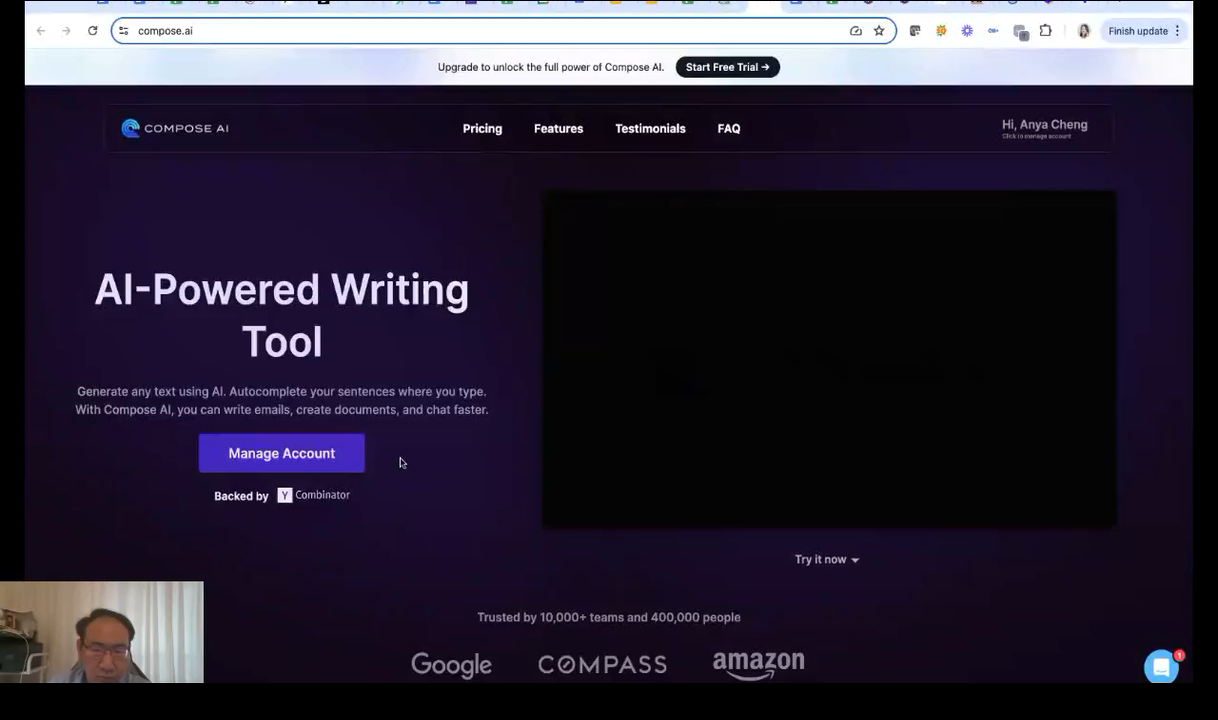 compose.ai
Finish update
Upgrade to unlock the full power of Compose AI.
Start Free Trial →
COMPOSE AI
Pricing
Features
Testimonials
FAQ
Hi, Anya Cheng
Click to manage account
AI-Powered Writing
Tool
Generate any text using AI. Autocomplete your sentences where you type.
With Compose AI, you can write emails, create documents, and chat faster.
Manage Account
Backed by Y Combinator
Try it now
Trusted by 10,000+ teams and 400,000 people
Google
COMPASS
amazon
1